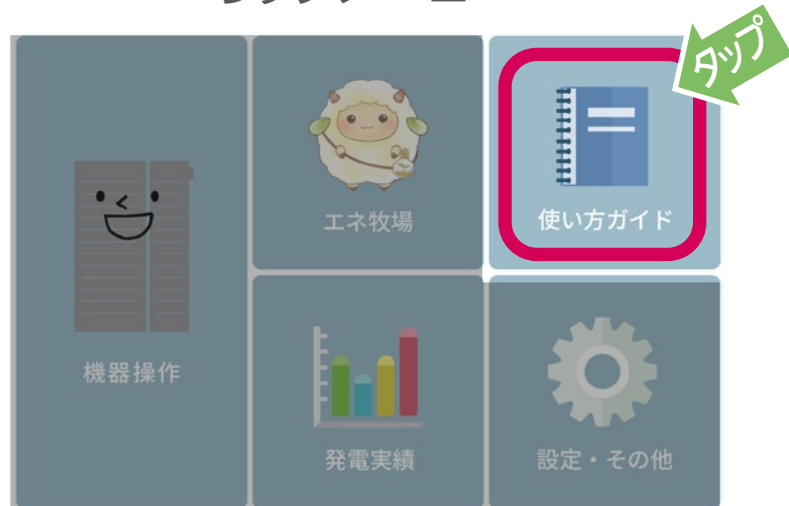 タップ
エネ牧場
使い方ガイド
機器操作
発電実績
設定・その他